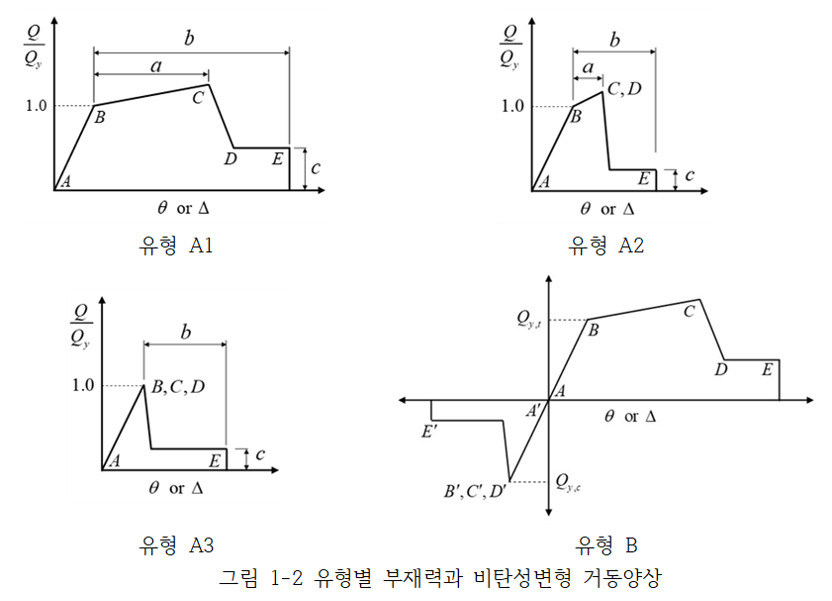 Q/Q_y
b
a
1.0
B
C
D
E
c
A
θ or Δ
유형 A1
Q/Q_y
b
a
C, D
1.0
B
E
c
A
θ or Δ
유형 A2
Q/Q_y
b
1.0
B, C, D
c
A
E
θ or Δ
유형 A3
Q_{y,t}
B
C
D
E
A
A′
θ or Δ
E′
B′, C′, D′
Q_{y,c}
유형 B
그림 1-2 유형별 부재력과 비탄성변형 거동양상